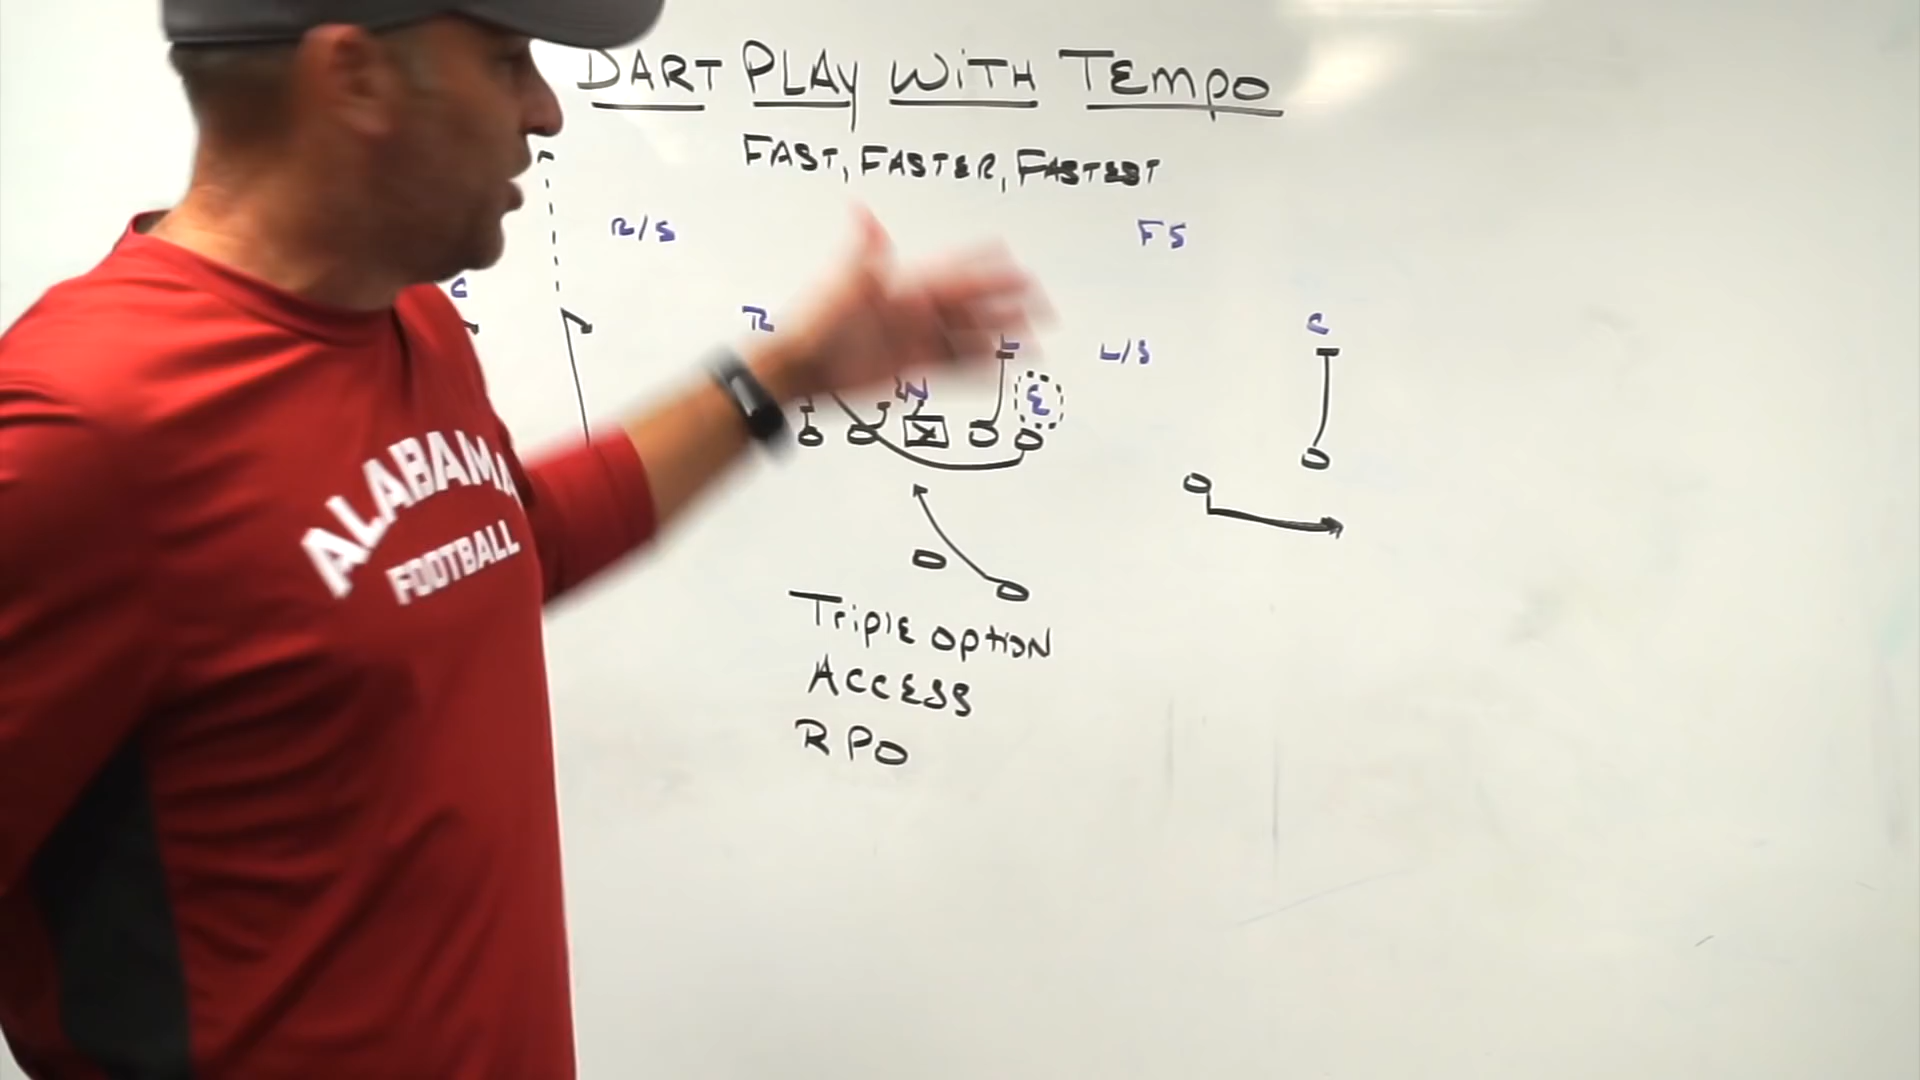 DART PLAY WITH TEMPO
FAST, FASTER, FASTEST
R/S
FS
C
R
C
L/S
N
E
X
ALABAMA
FOOTBALL
TriplE OPTION
ACCESS
RPO